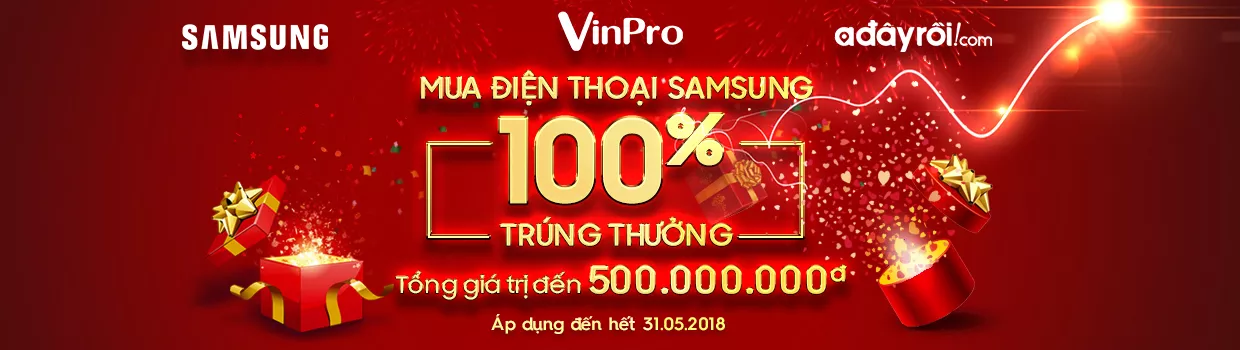 SAMSUNG
VinPro
ađâyrồi!.com
MUA ĐIỆN THOẠI SAMSUNG
100%
TRÚNG THƯỞNG
Tổng giá trị đến 500.000.000đ
Áp dụng đến hết 31.05.2018